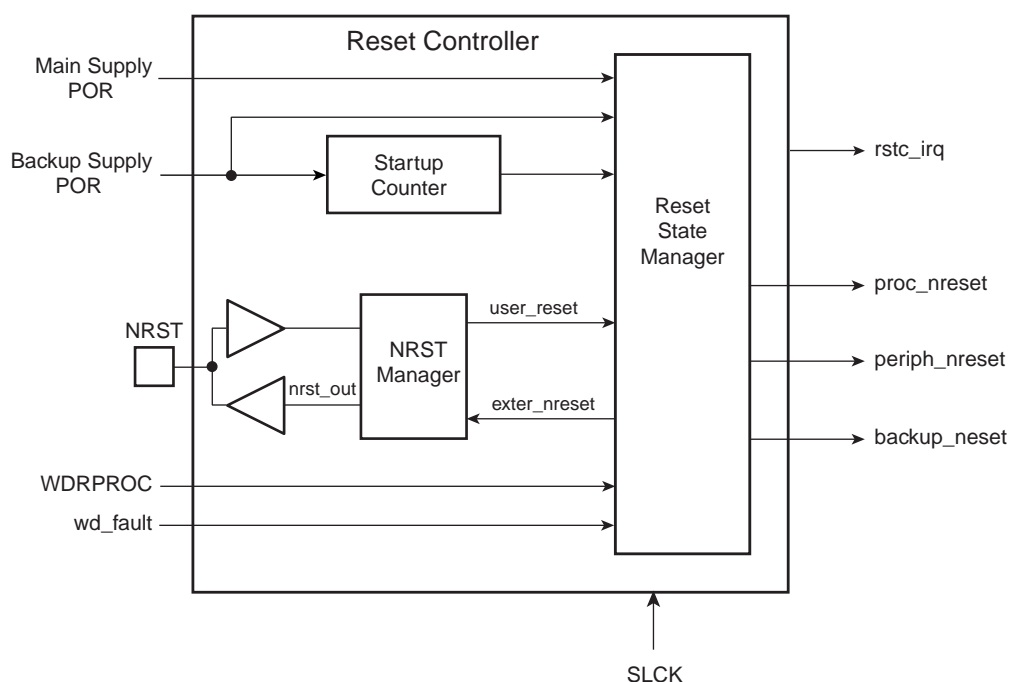 Reset Controller
Main Supply
POR
Backup Supply
POR
Startup
Counter
rstc_irq
Reset
State
Manager
proc_nreset
user_reset
NRST
NRST
Manager
periph_nreset
nrst_out
exter_nreset
backup_neset
WDRPROC
wd_fault
SLCK